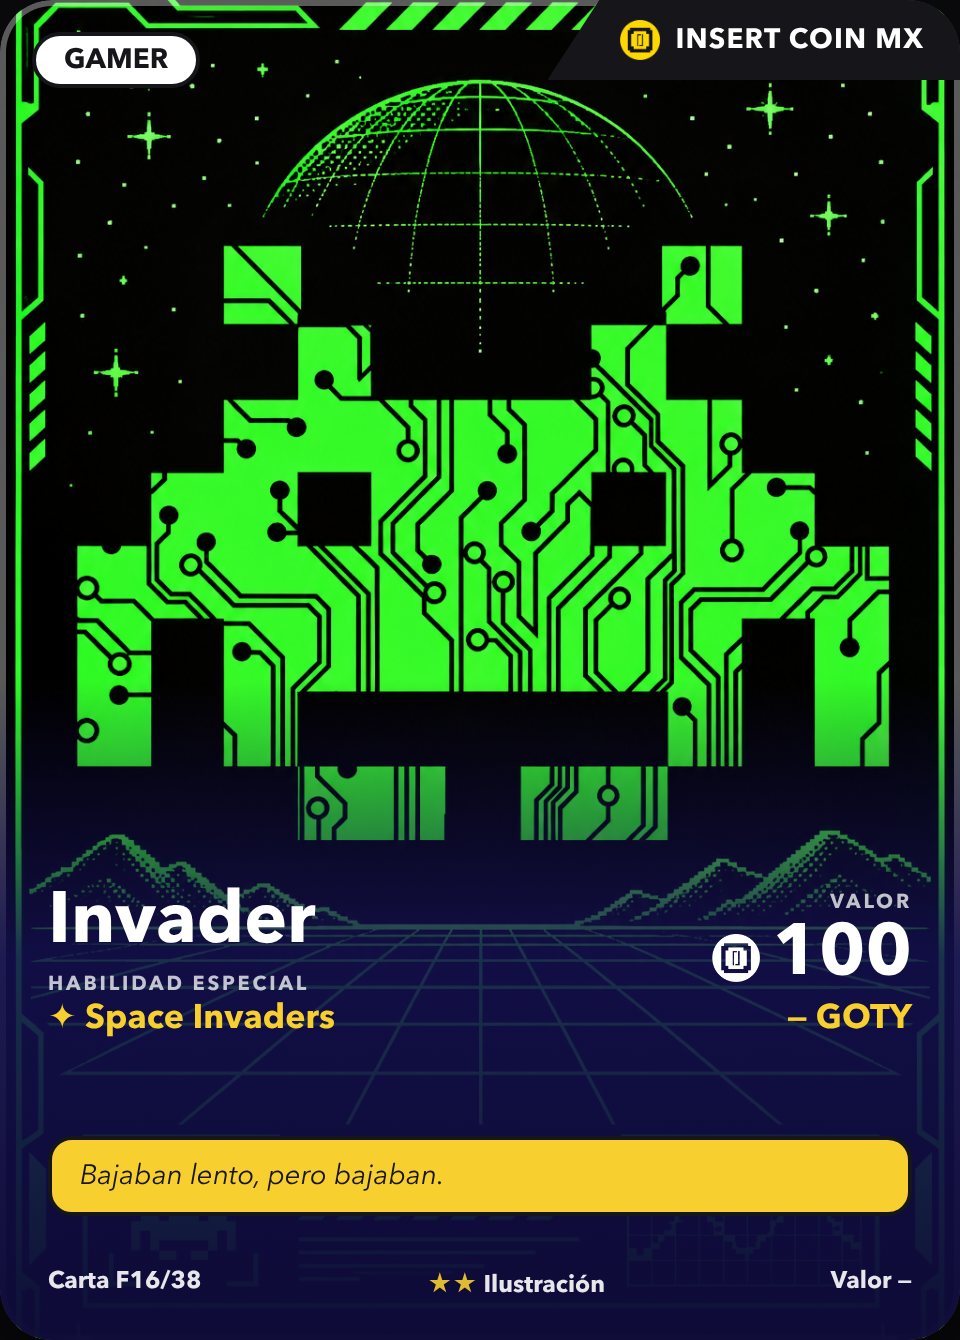 GAMER
INSERT COIN MX
Invader
VALOR
100
HABILIDAD ESPECIAL
✦ Space Invaders
– GOTY
Bajaban lento, pero bajaban.
Carta F16/38
★★ Ilustración
Valor –